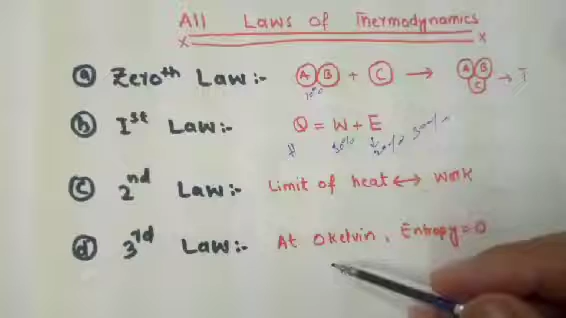 All Laws of Thermodynamics
a Zeroth Law:- A B + C → A B C → T
b Ist Law:- Q = W + E
30%
c 2nd Law:- Limit of heat ↔ Work
d 3rd Law:- At 0 kelvin, Entropy = 0